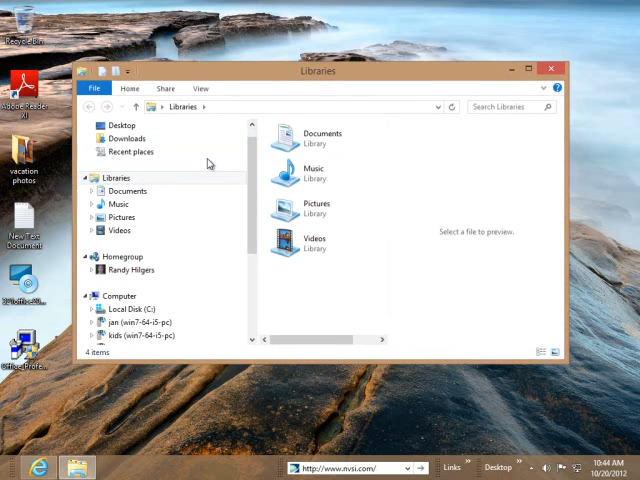 Recycle Bin
Adobe Reader
XI
vacation
photos
New Text
Document
Libraries
File
Home
Share
View
Libraries
Search Libraries
Desktop
Downloads
Recent places
Libraries
Documents
Music
Pictures
Videos
Homegroup
Randy Hilgers
Computer
Local Disk (C:)
jan (win7-64-i5-pc)
kids (win7-64-i5-pc)
Documents
Library
Music
Library
Pictures
Library
Videos
Library
Select a file to preview.
4 items
http://www.nvsi.com/
Links
Desktop
10:44 AM
10/20/2012